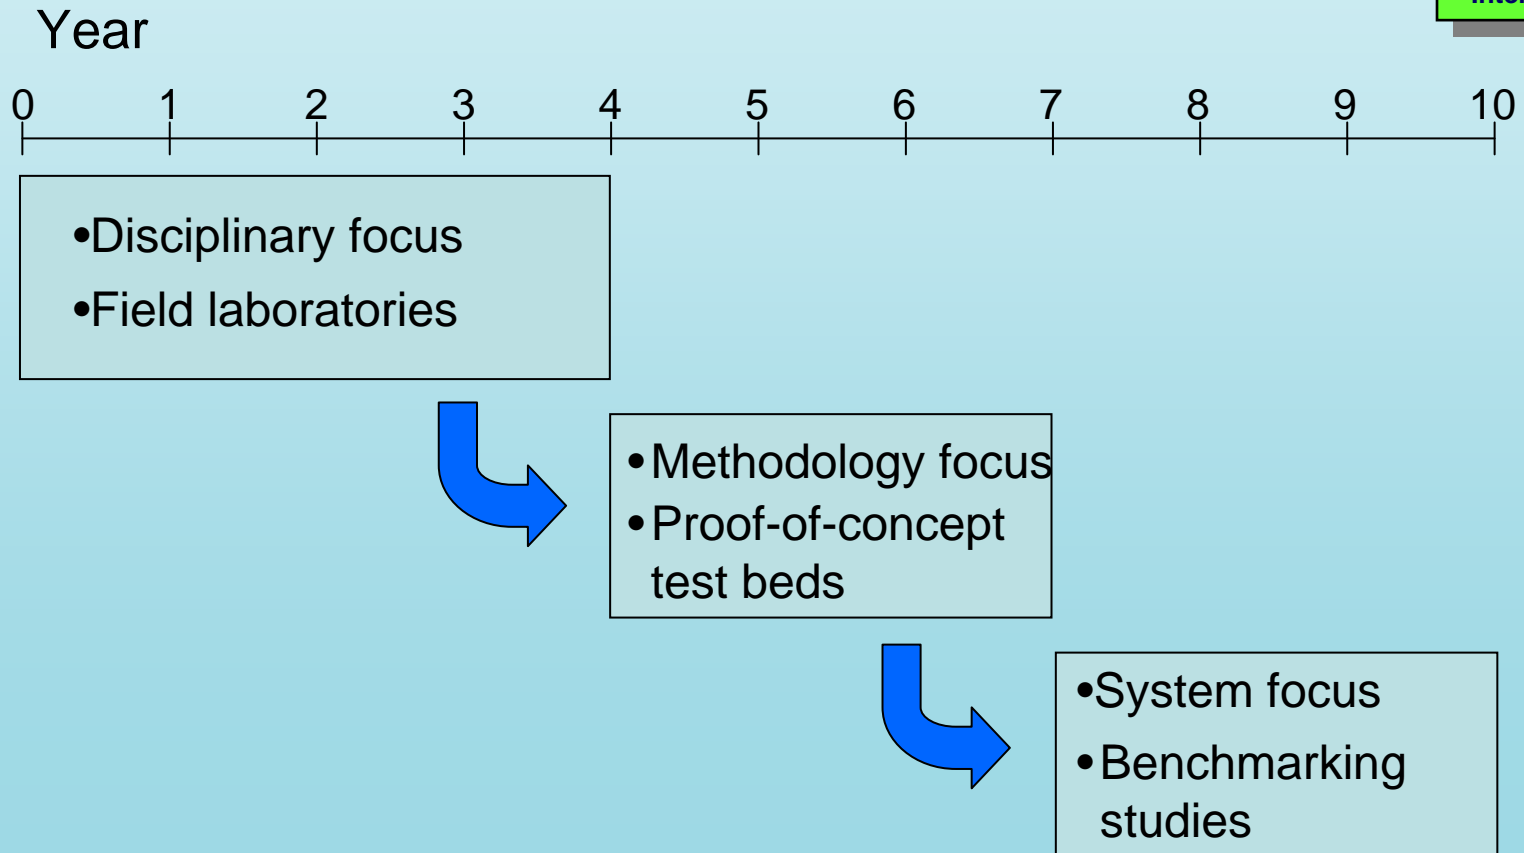 Year
0 1 2 3 4 5 6 7 8 9 10
•Disciplinary focus
•Field laboratories
•Methodology focus
•Proof-of-concept
test beds
•System focus
•Benchmarking
studies